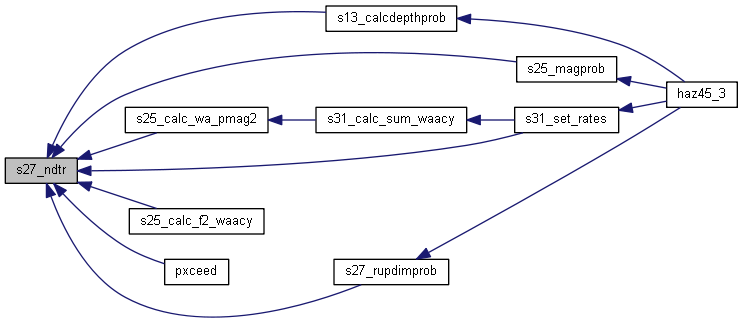 s13_calcdepthprob
s25_magprob
haz45_3
s25_calc_wa_pmag2
s31_calc_sum_waacy
s31_set_rates
s27_ndtr
s25_calc_f2_waacy
pxceed
s27_rupdimprob